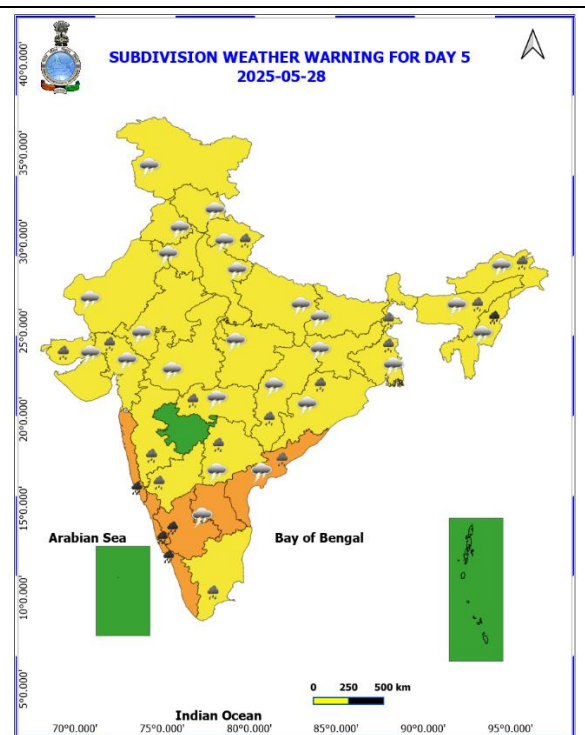 SUBDIVISION WEATHER WARNING FOR DAY 5
2025-05-28
40°0.000'
35°0.000'
30°0.000'
25°0.000'
20°0.000'
15°0.000'
10°0.000'
5°0.000'
Arabian Sea
Bay of Bengal
0 250 500 km
Indian Ocean
70°0.000' 75°0.000' 80°0.000' 85°0.000' 90°0.000' 95°0.000'